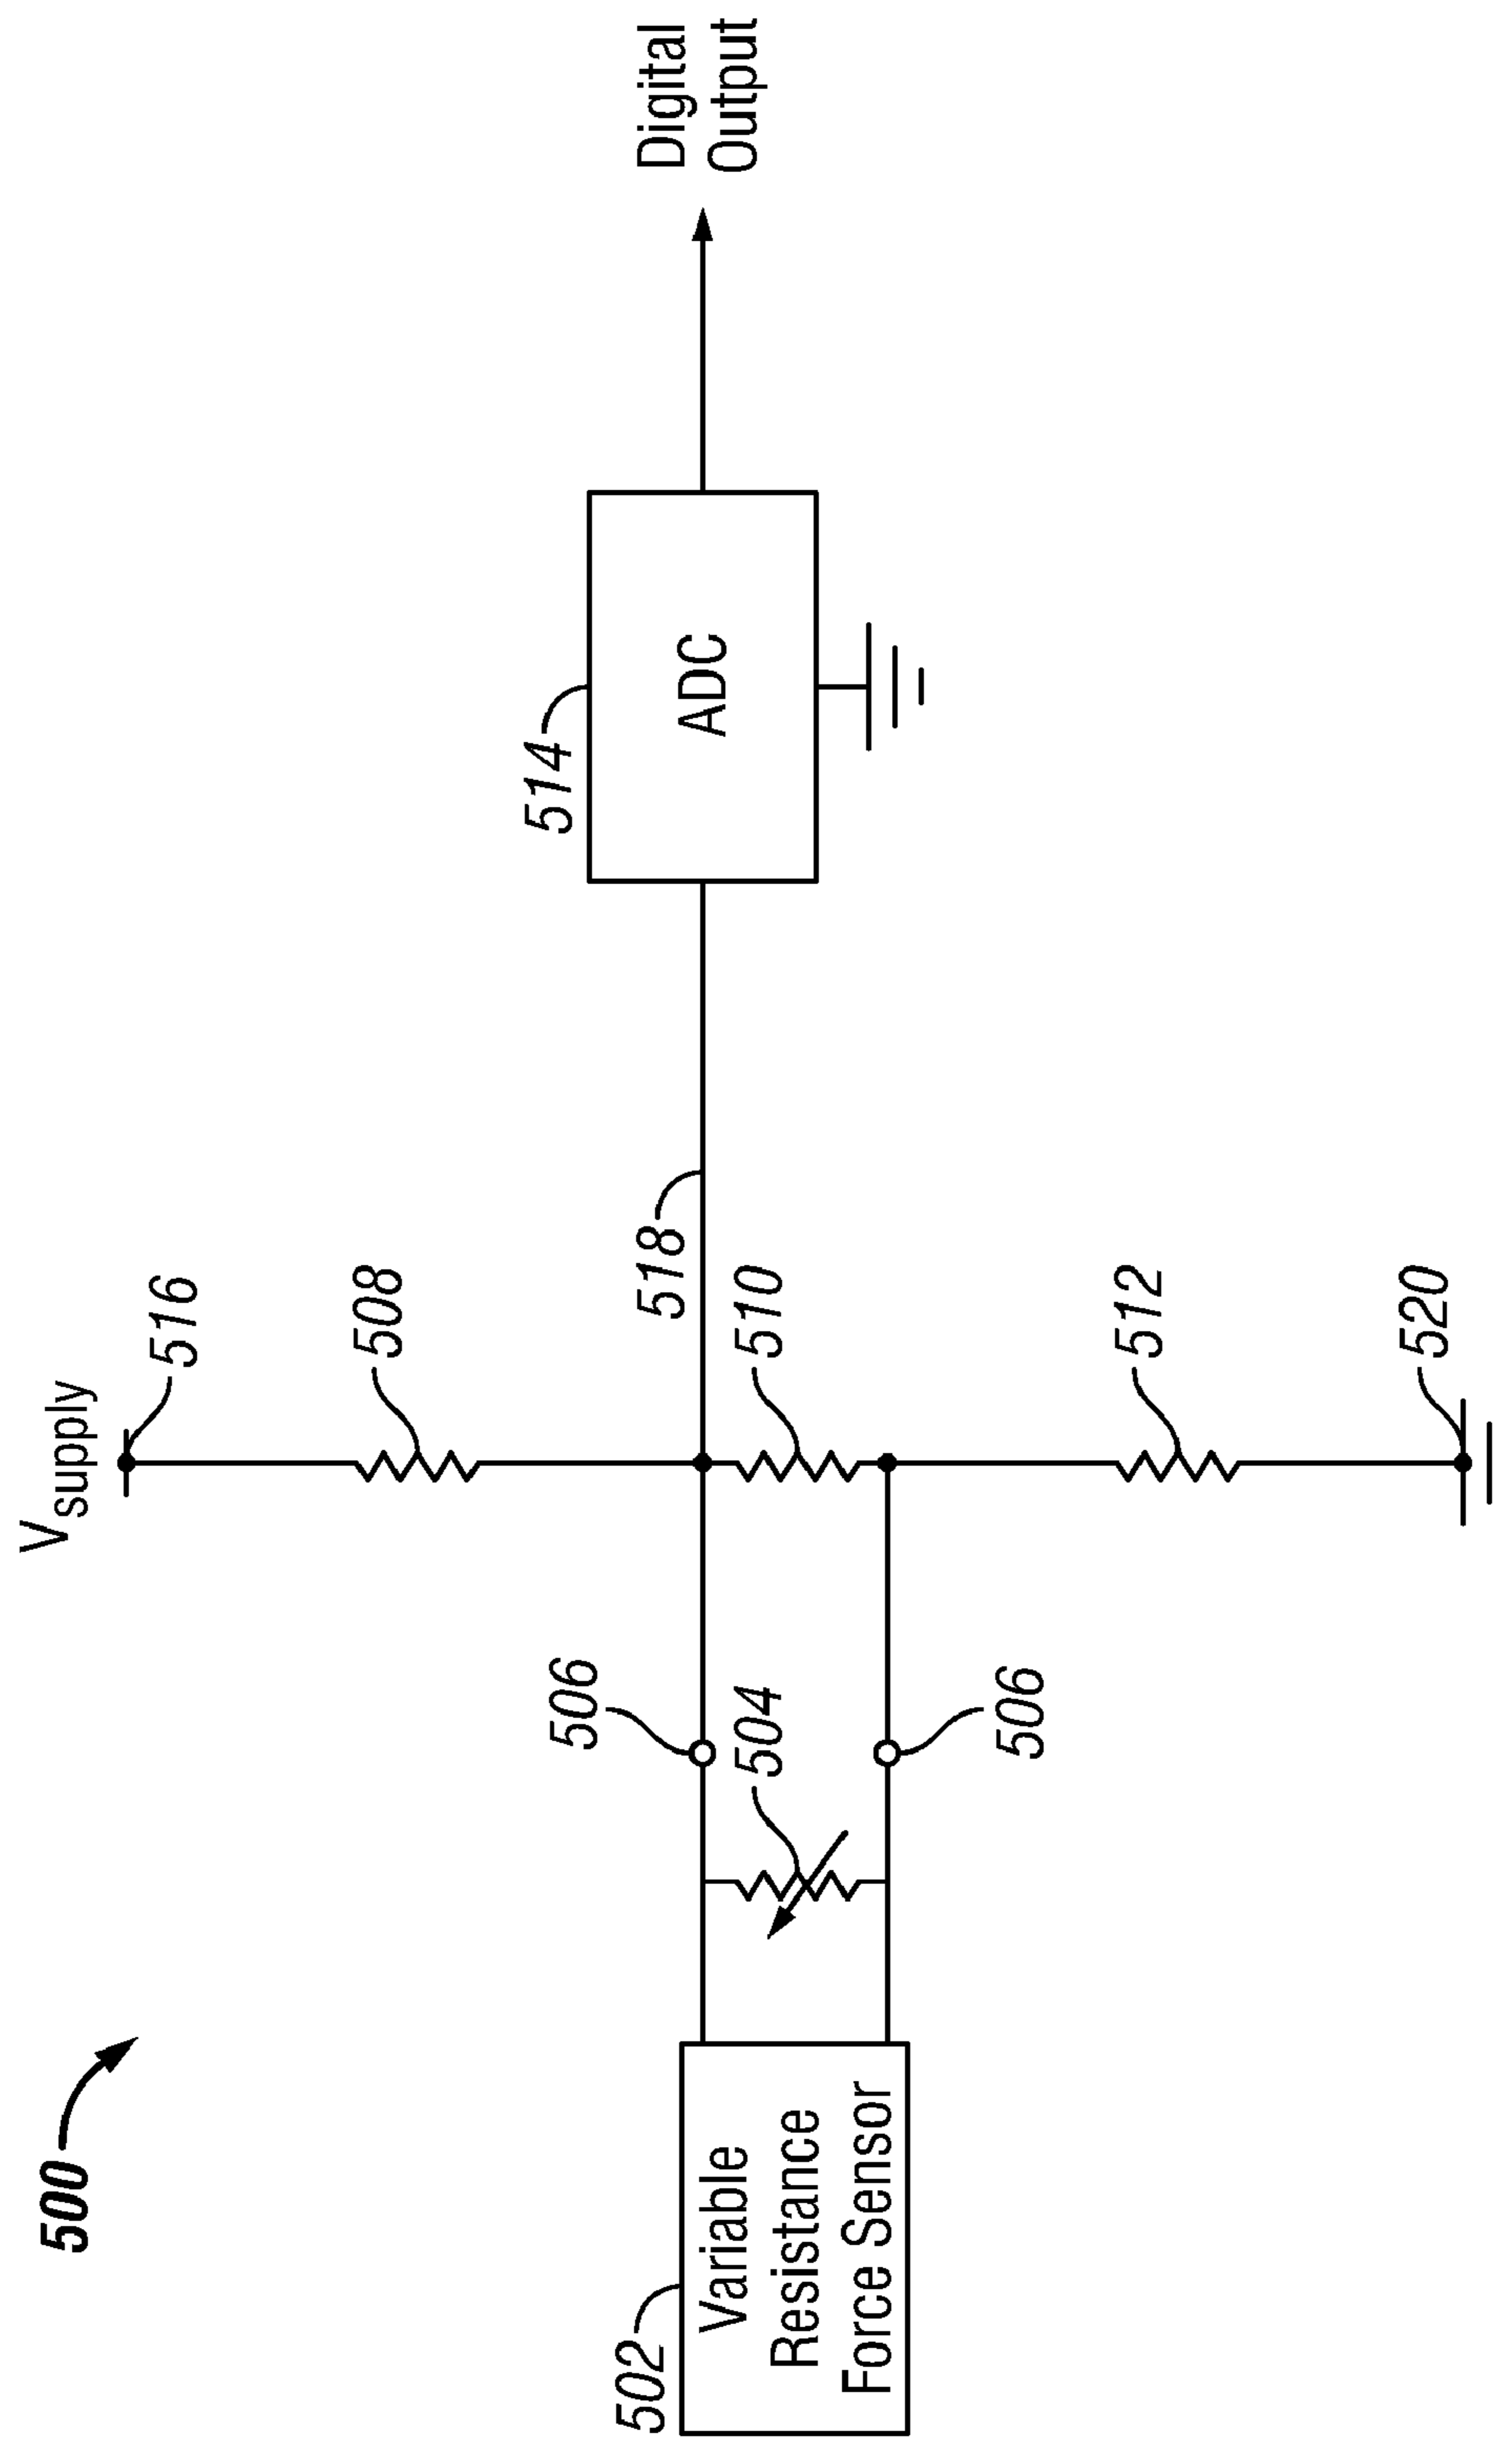 500
V supply
516
508
506
504
506
518
510
512
520
502
Variable
Resistance
Force Sensor
514
ADC
Digital
Output